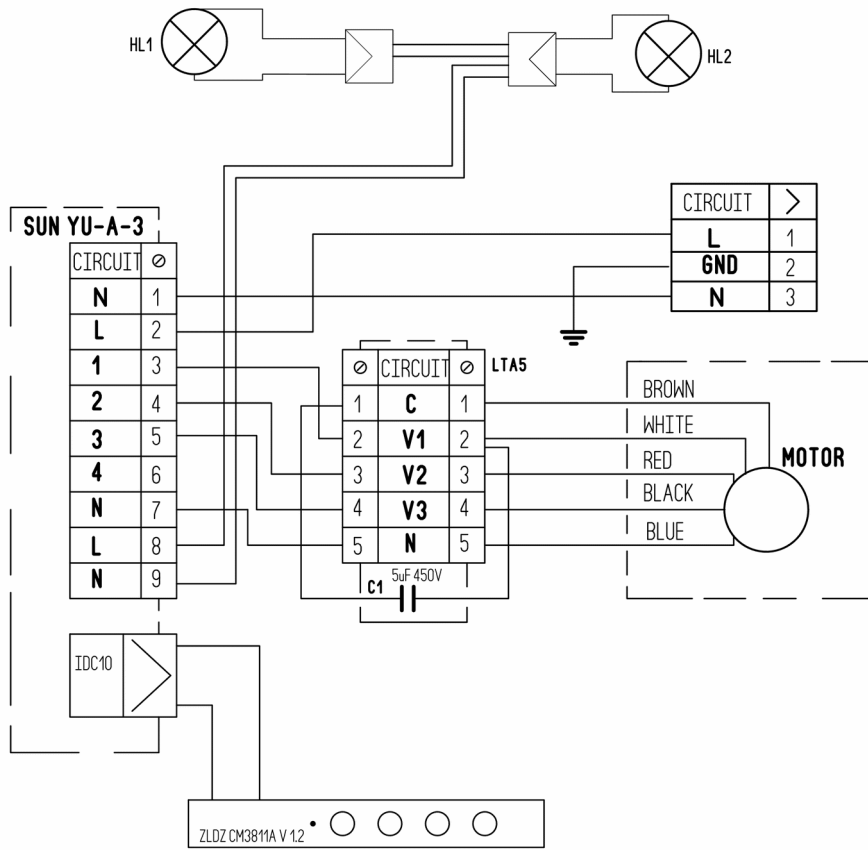 HL1
HL2
SUN YU-A-3
CIRCUIT
N 1
L 2
1 3
2 4
3 5
4 6
N 7
L 8
N 9
CIRCUIT
L 1
GND 2
N 3
CIRCUIT LTA5
1 C 1
2 V1 2
3 V2 3
4 V3 4
5 N 5
C1 5uF 450V
BROWN
WHITE
RED
BLACK
BLUE
MOTOR
IDC10
ZLDZ CM3811A V 1.2